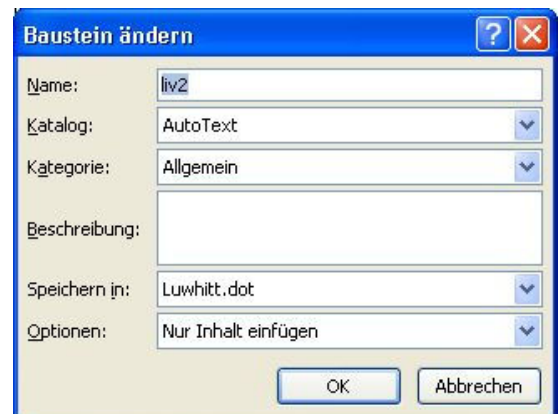 Baustein ändern
Name: liv2
Katalog: AutoText
Kategorie: Allgemein
Beschreibung:
Speichern in: Luwhitt.dot
Optionen: Nur Inhalt einfügen
OK Abbrechen